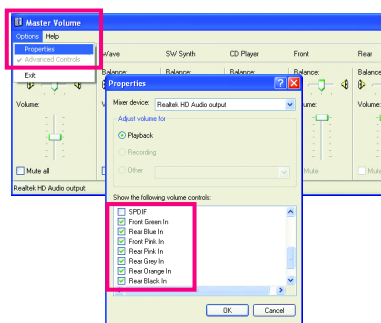 Master Volume
Options Help
Properties
Advanced Controls
Exit
Wave SW Synth CD Player Front Rear
Balance: Balance: Balance: Balance
Volume: Volume:
Mute all Mute Mute
Realtek HD Audio output
Properties
Mixer device: Realtek HD Audio output
Adjust volume for
Playback
Recording
Other
Show the following volume controls:
SPDIF
Front Green In
Rear Blue In
Front Pink In
Rear Pink In
Rear Grey In
Rear Orange In
Rear Black In
OK Cancel